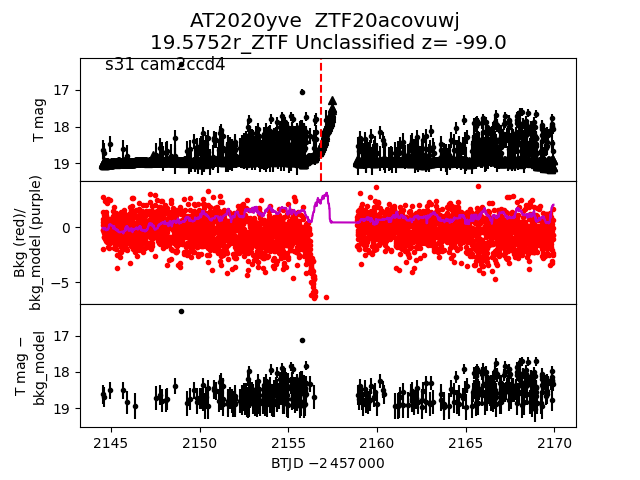 AT2020yve  ZTF20acovuwj
19.5752r_ZTF Unclassified z= -99.0
s31 cam2ccd4
T mag
17
18
19
Bkg (red)/
bkg_model (purple)
0
−5
T mag −
bkg_model
17
18
19
2145 2150 2155 2160 2165 2170
BTJD −2 457 000